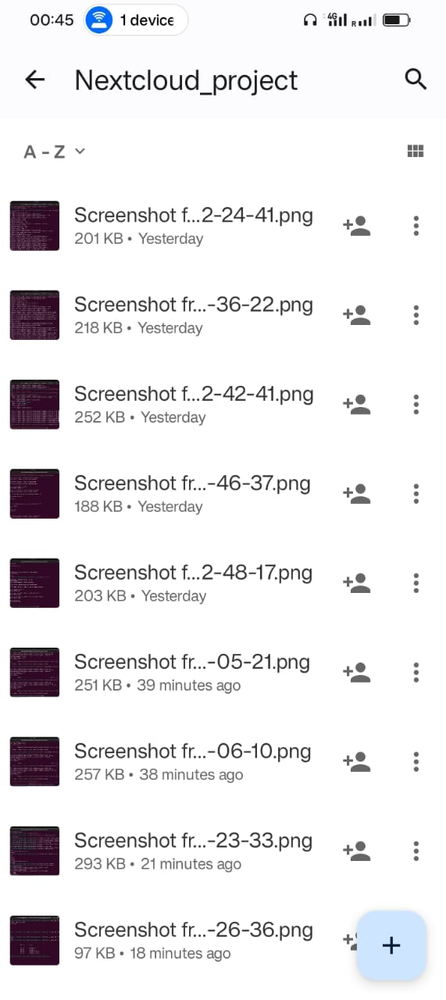 00:45 1 device 4G R
Nextcloud_project
A - Z
Screenshot f...2-24-41.png
201 KB • Yesterday
Screenshot fr...-36-22.png
218 KB • Yesterday
Screenshot f...2-42-41.png
252 KB • Yesterday
Screenshot fr...-46-37.png
188 KB • Yesterday
Screenshot f...2-48-17.png
203 KB • Yesterday
Screenshot fr...-05-21.png
251 KB • 39 minutes ago
Screenshot fr...-06-10.png
257 KB • 38 minutes ago
Screenshot fr...-23-33.png
293 KB • 21 minutes ago
Screenshot fr...-26-36.png
97 KB • 18 minutes ago